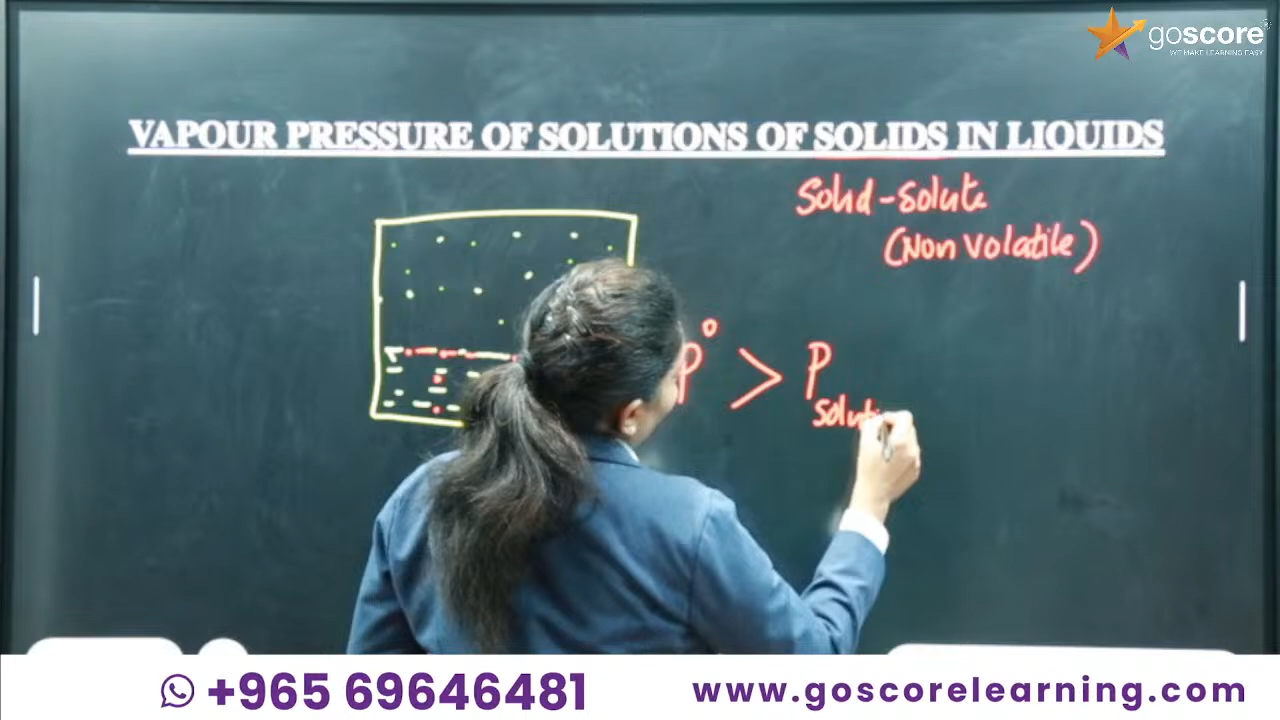 goscore
WE MAKE LEARNING EASY
VAPOUR PRESSURE OF SOLUTIONS OF SOLIDS IN LIQUIDS
Solid-Solute
(Non Volatile)
P° > P
+965 69646481
www.goscorelearning.com